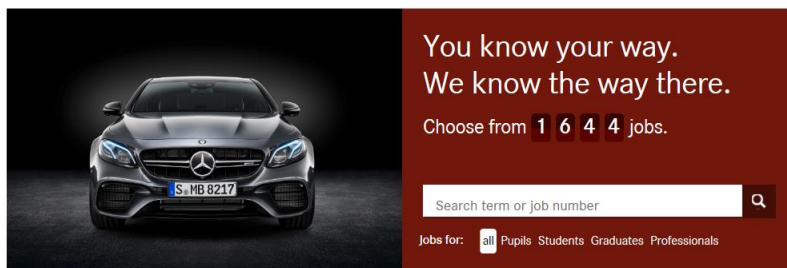 You know your way.
We know the way there.
Choose from 1 6 4 4 jobs.
S MB 8217
Search term or job number
Jobs for: all Pupils Students Graduates Professionals